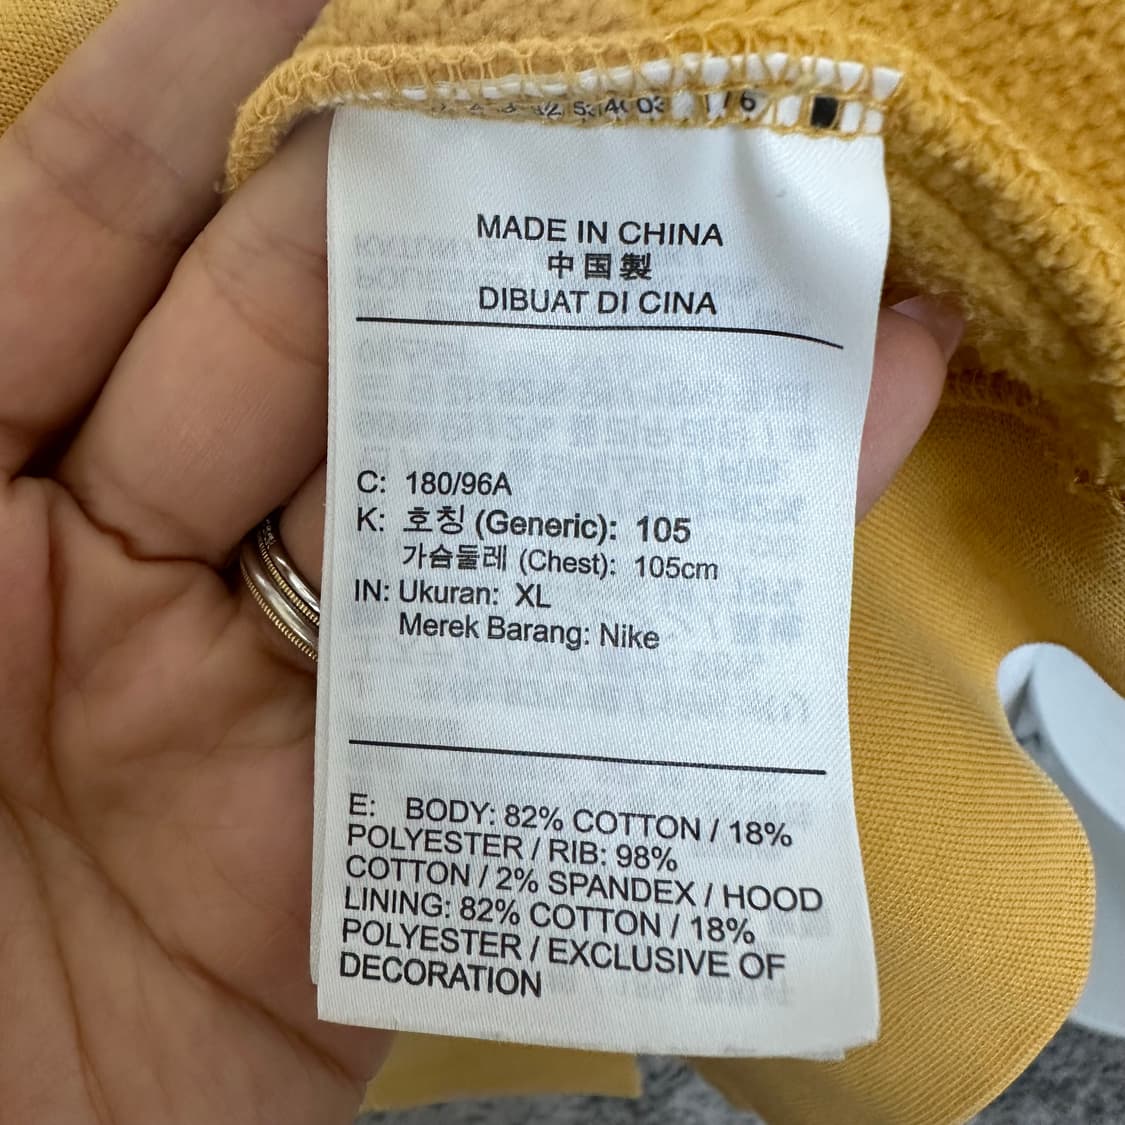 MADE IN CHINA
中国製
DIBUAT DI CINA
C: 180/96A
K: 호칭 (Generic): 105
가슴둘레 (Chest): 105cm
IN: Ukuran: XL
Merek Barang: Nike
E: BODY: 82% COTTON / 18%
POLYESTER / RIB: 98%
COTTON / 2% SPANDEX / HOOD
LINING: 82% COTTON / 18%
POLYESTER / EXCLUSIVE OF
DECORATION